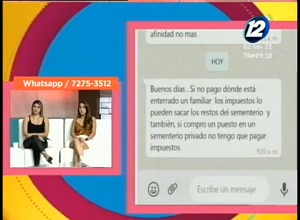 12
afinidad no mas
HOY
Whatsapp / 7275-3512
Buenos días . Si no pago dónde está
enterrado un familiar los impuestos lo
pueden sacar los restos del sementerio y
también, si compro un puesto en un
sementerio privado no tengo que pagar
impuestos
Escribe un mensaje